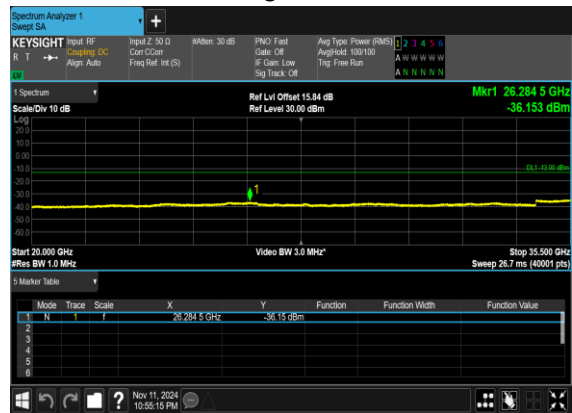 Spectrum Analyzer 1
Swept SA
+
KEYSIGHT Input: RF Input Z: 50 Ω #Atten: 30 dB PNO: Fast Avg Type: Power (RMS) 1 2 3 4 5 6
R T Coupling: DC Corr CCorr Gate: Off Avg|Hold: 100/100 A W W W W W
Align: Auto Freq Ref: Int (S) IF Gain: Low Trig: Free Run
Sig Track: Off A N N N N N
1 Spectrum Ref Lvl Offset 15.84 dB Mkr1 26.284 5 GHz
Scale/Div 10 dB Ref Level 30.00 dBm -36.153 dBm
Log
20.0
10.0
0.00
-10.0
DL1 -13.00 dBm
-20.0
-30.0
1
-40.0
-50.0
-60.0
Start 20.000 GHz Video BW 3.0 MHz* Stop 35.500 GHz
#Res BW 1.0 MHz Sweep 26.7 ms (40001 pts)
5 Marker Table
Mode Trace Scale X Y Function Function Width Function Value
1 N 1 f 26.284 5 GHz -36.15 dBm
2
3
4
5
6
? Nov 11, 2024
10:55:15 PM